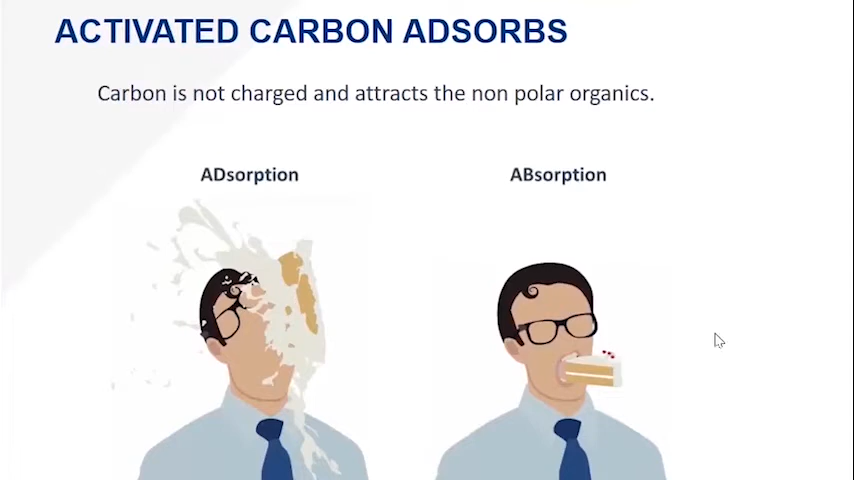 ACTIVATED CARBON ADSORBS
Carbon is not charged and attracts the non polar organics.
ADsorption
ABsorption